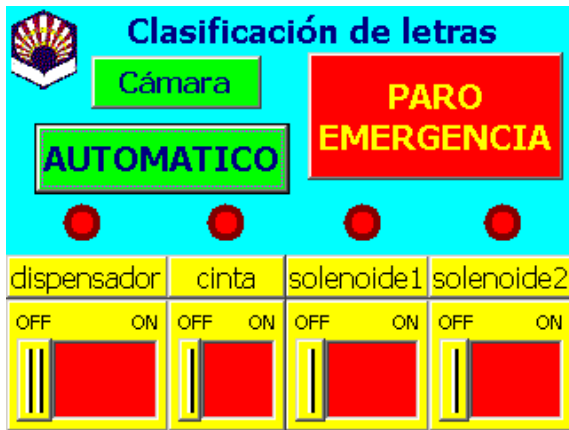 Clasificación de letras
Cámara
PARO
EMERGENCIA
AUTOMATICO
dispensador cinta solenoide1 solenoide2
OFF ON OFF ON OFF ON OFF ON